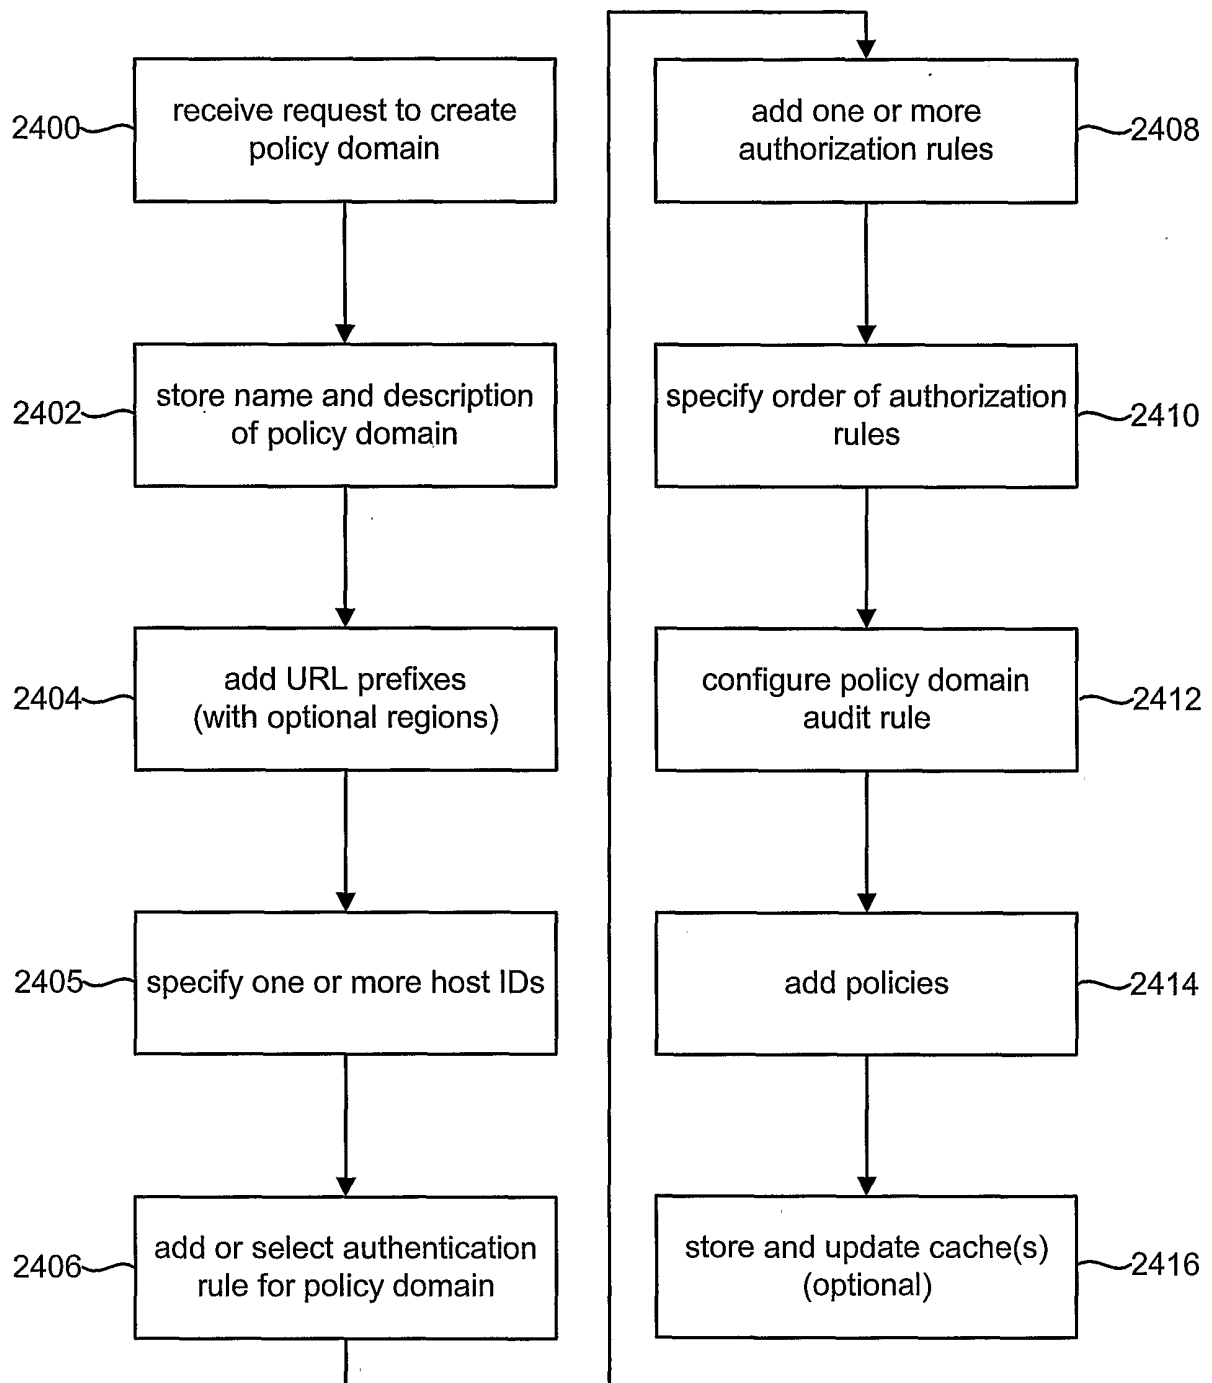 2400
receive request to create
policy domain
2402
store name and description
of policy domain
2404
add URL prefixes
(with optional regions)
2405
specify one or more host IDs
2406
add or select authentication
rule for policy domain
add one or more
authorization rules
2408
specify order of authorization
rules
2410
configure policy domain
audit rule
2412
add policies
2414
store and update cache(s)
(optional)
2416